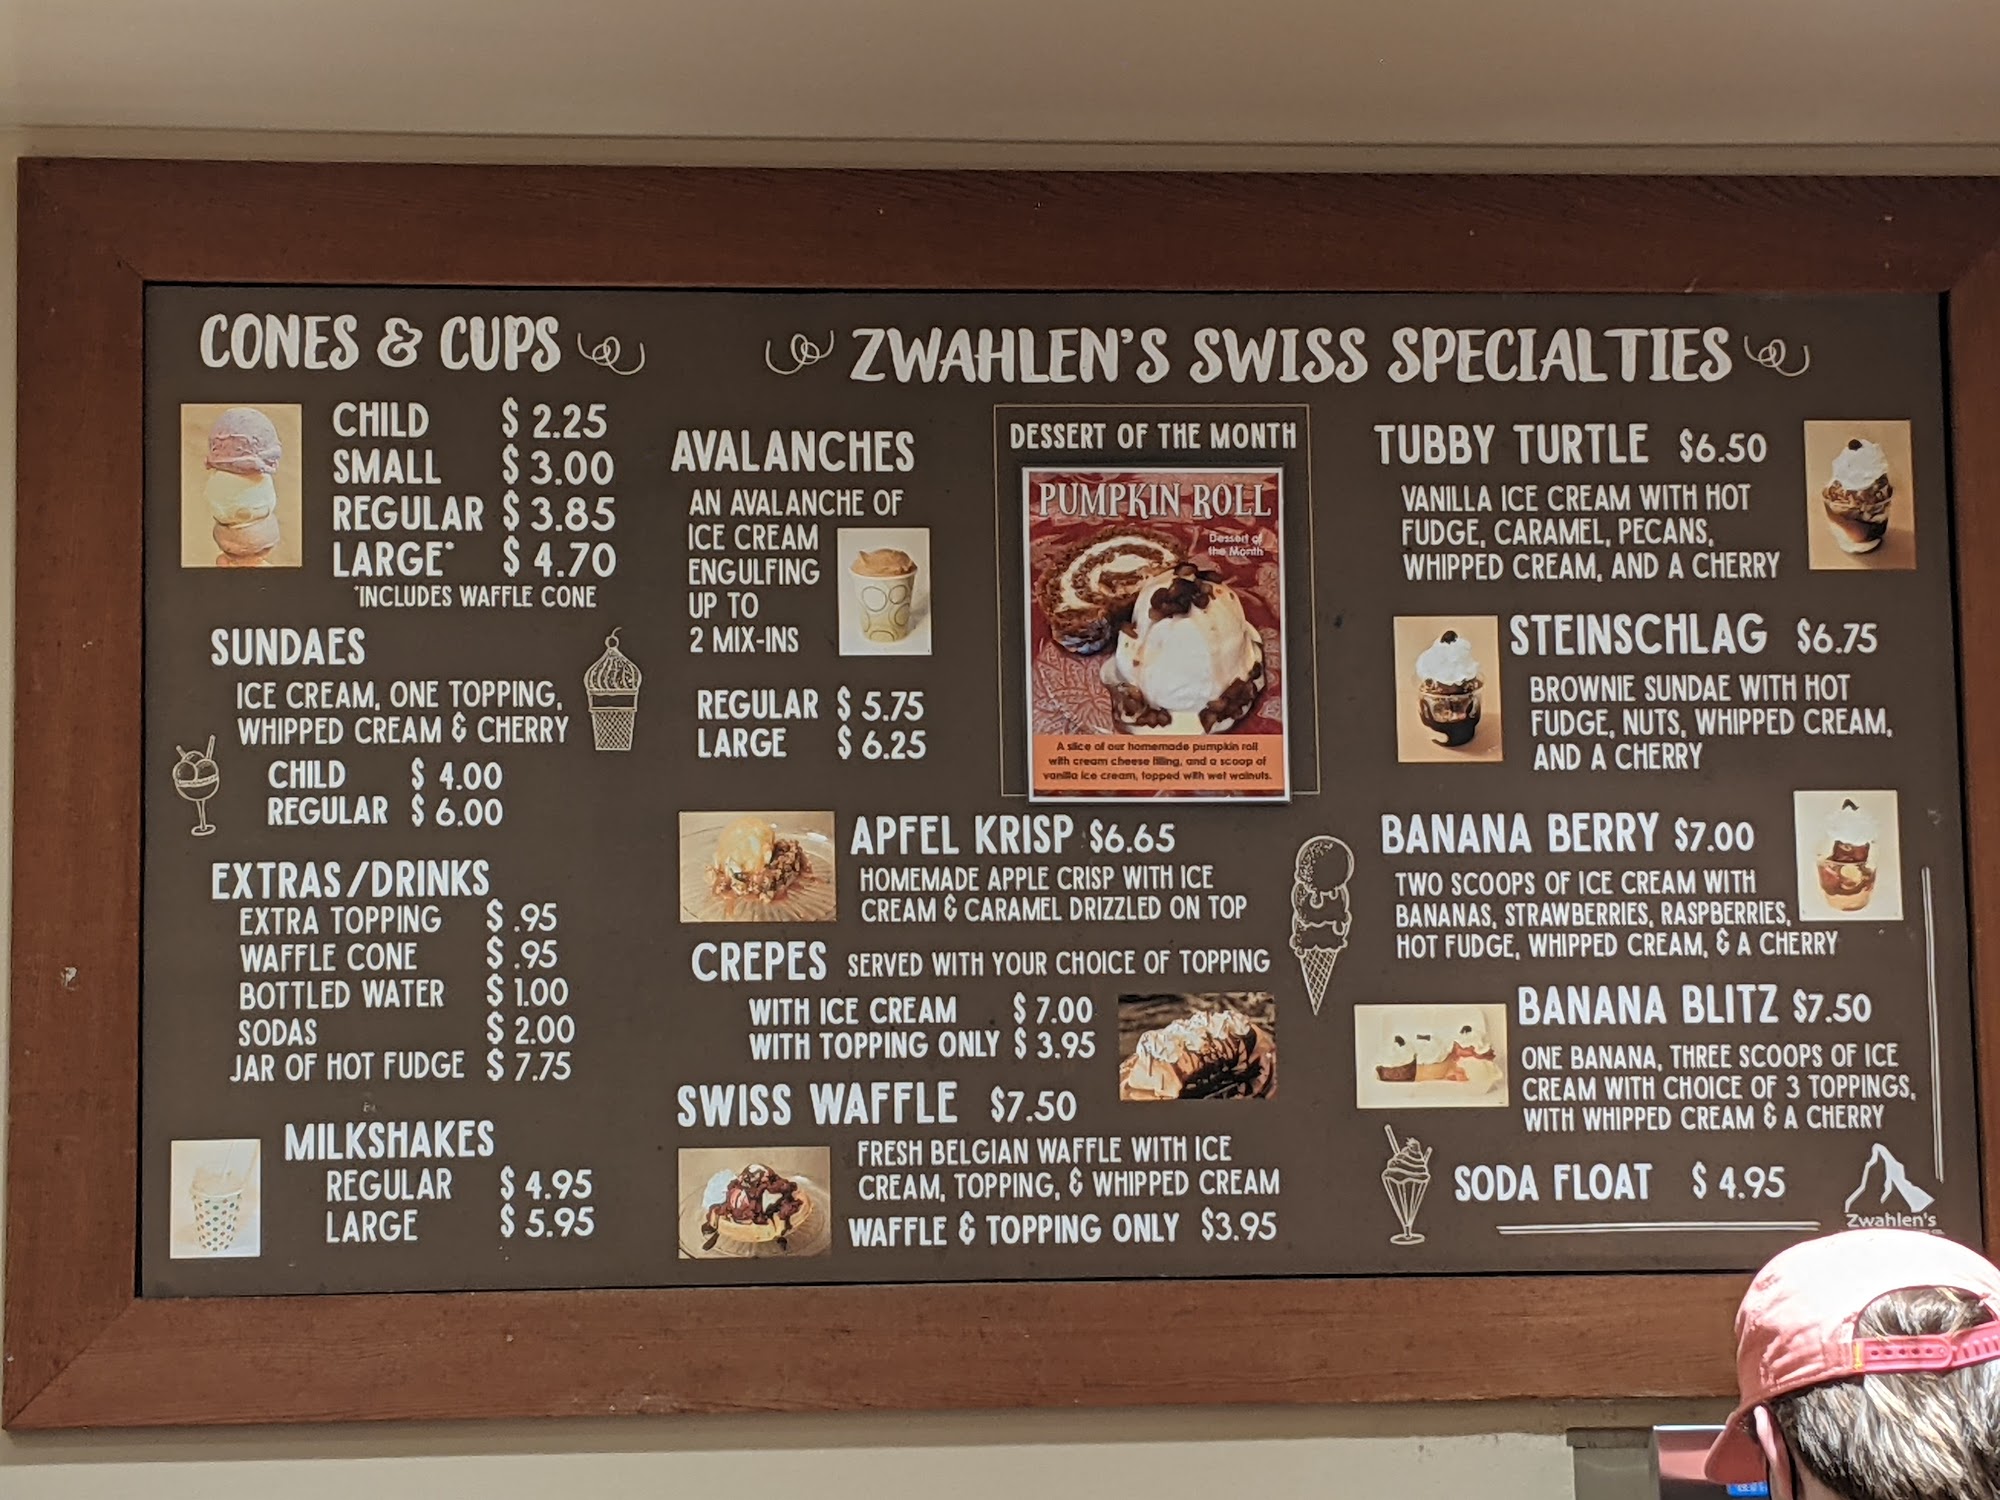 CONES & CUPS
CHILD $ 2.25
SMALL $ 3.00
REGULAR $ 3.85
LARGE* $ 4.70
*INCLUDES WAFFLE CONE
SUNDAES
ICE CREAM, ONE TOPPING,
WHIPPED CREAM & CHERRY
CHILD $ 4.00
REGULAR $ 6.00
EXTRAS/DRINKS
EXTRA TOPPING $ .95
WAFFLE CONE $ .95
BOTTLED WATER $ 1.00
SODAS $ 2.00
JAR OF HOT FUDGE $ 7.75
MILKSHAKES
REGULAR $ 4.95
LARGE $ 5.95
ZWAHLEN'S SWISS SPECIALTIES
AVALANCHES
AN AVALANCHE OF
ICE CREAM
ENGULFING
UP TO
2 MIX-INS
REGULAR $ 5.75
LARGE $ 6.25
DESSERT OF THE MONTH
PUMPKIN ROLL
Dessert of
the Month
A slice of our homemade pumpkin roll
with cream cheese filling, and a scoop of
vanilla ice cream, topped with wet walnuts.
APFEL KRISP $6.65
HOMEMADE APPLE CRISP WITH ICE
CREAM & CARAMEL DRIZZLED ON TOP
CREPES SERVED WITH YOUR CHOICE OF TOPPING
WITH ICE CREAM $ 7.00
WITH TOPPING ONLY $ 3.95
SWISS WAFFLE $7.50
FRESH BELGIAN WAFFLE WITH ICE
CREAM, TOPPING, & WHIPPED CREAM
WAFFLE & TOPPING ONLY $3.95
TUBBY TURTLE $6.50
VANILLA ICE CREAM WITH HOT
FUDGE, CARAMEL, PECANS,
WHIPPED CREAM, AND A CHERRY
STEINSCHLAG $6.75
BROWNIE SUNDAE WITH HOT
FUDGE, NUTS, WHIPPED CREAM,
AND A CHERRY
BANANA BERRY $7.00
TWO SCOOPS OF ICE CREAM WITH
BANANAS, STRAWBERRIES, RASPBERRIES,
HOT FUDGE, WHIPPED CREAM, & A CHERRY
BANANA BLITZ $7.50
ONE BANANA, THREE SCOOPS OF ICE
CREAM WITH CHOICE OF 3 TOPPINGS,
WITH WHIPPED CREAM & A CHERRY
SODA FLOAT $ 4.95
Zwahlen's